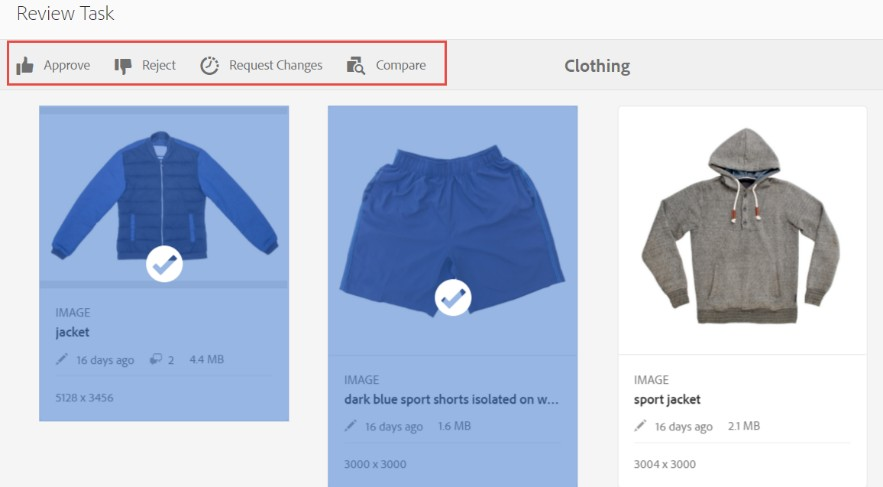 Review Task
Approve Reject Request Changes Compare Clothing
IMAGE
jacket
16 days ago 2 4.4 MB
5128 x 3456
IMAGE
dark blue sport shorts isolated on w...
16 days ago 1.6 MB
3000 x 3000
IMAGE
sport jacket
16 days ago 2.1 MB
3004 x 3000